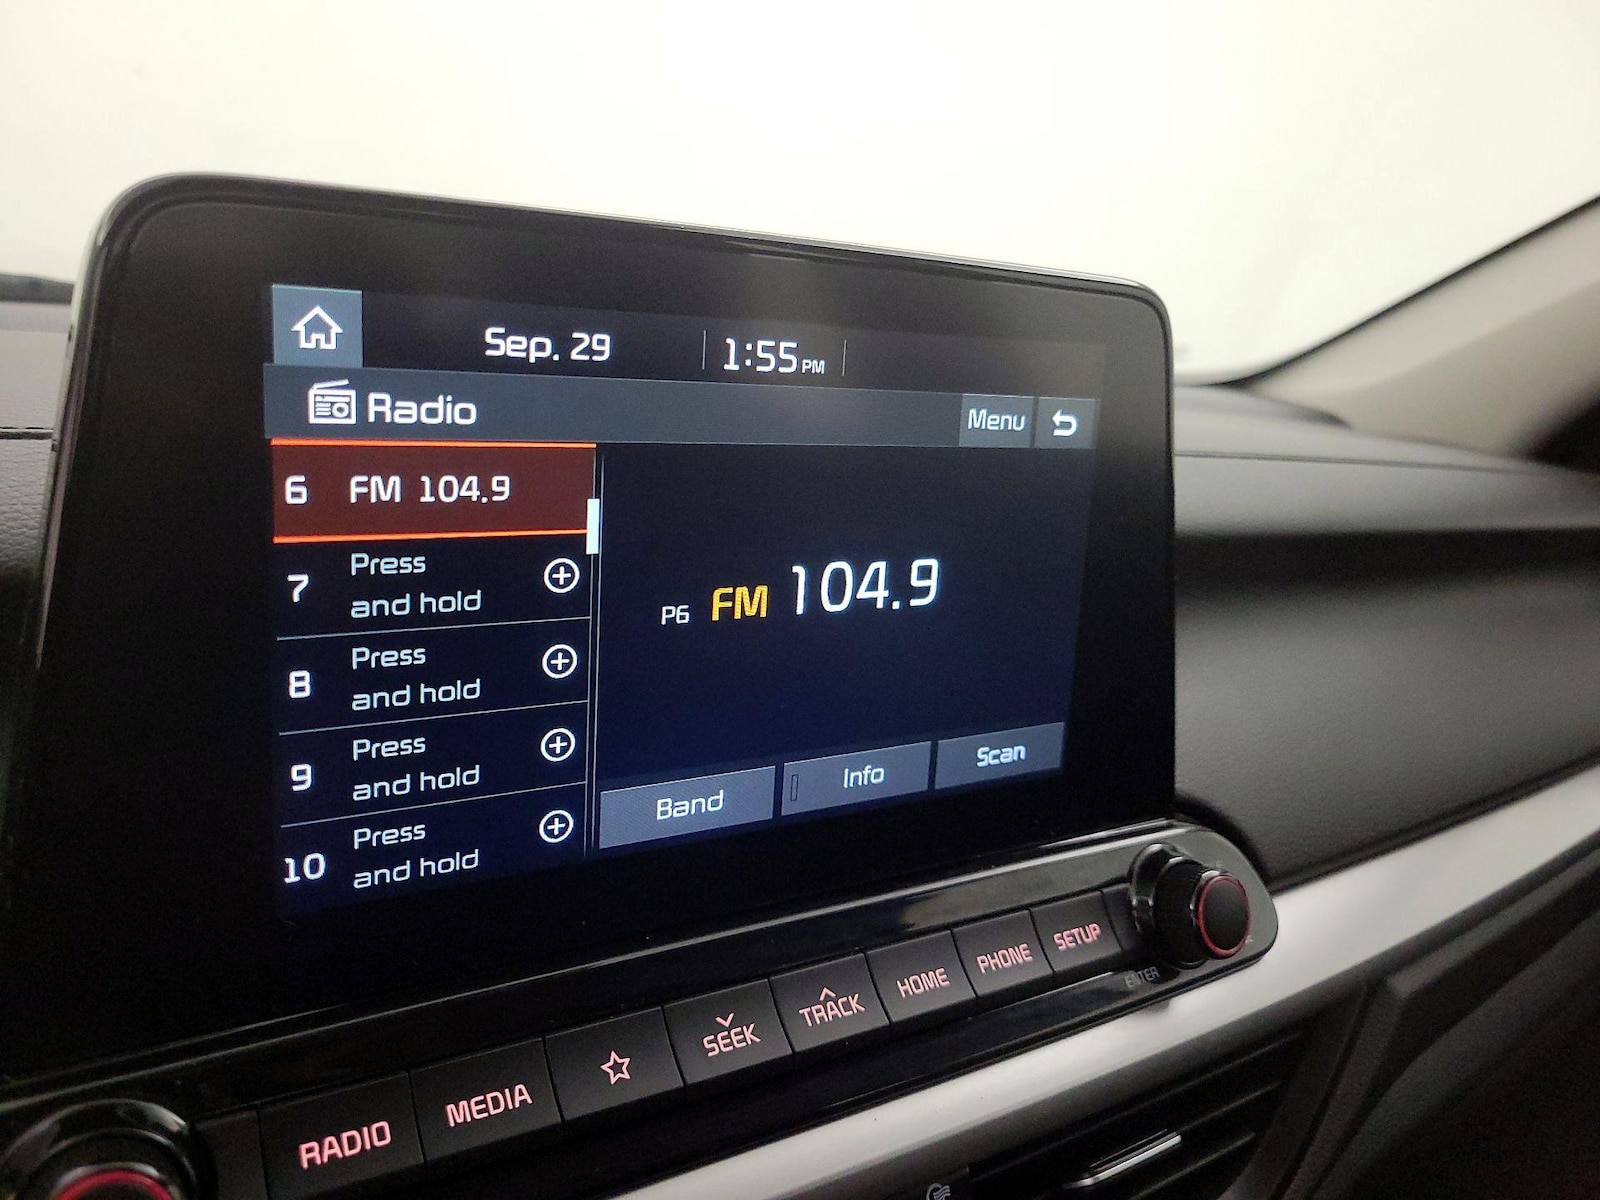 Sep. 29
1:55 PM
Radio
Menu
6 FM 104.9
7 Press
and hold
8 Press
and hold
9 Press
and hold
10 Press
and hold
P6 FM 104.9
Band
Info
Scan
RADIO
MEDIA
SEEK
TRACK
HOME
PHONE
SETUP
ENTER